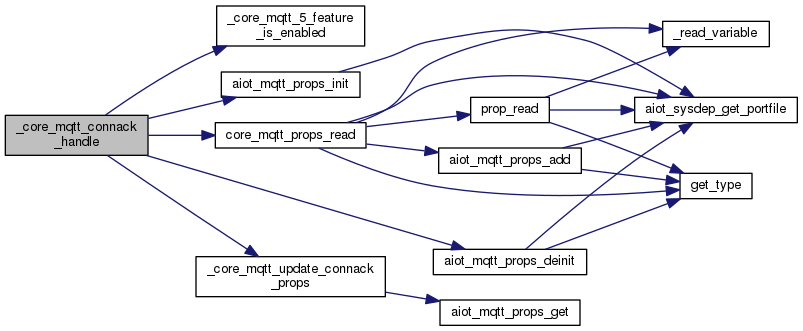 _core_mqtt_5_feature
_is_enabled
_read_variable
aiot_mqtt_props_init
prop_read
aiot_sysdep_get_portfile
_core_mqtt_connack
_handle
core_mqtt_props_read
aiot_mqtt_props_add
get_type
aiot_mqtt_props_deinit
_core_mqtt_update_connack
_props
aiot_mqtt_props_get